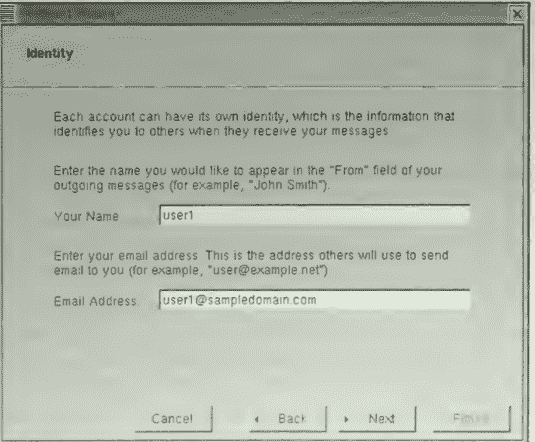 Identity
Each account can have its own identity, which is the information that
identifies you to others when they receive your messages
Enter the name you would like to appear in the "From" field of your
outgoing messages (for example, "John Smith").
Your Name
user1
Enter your email address. This is the address others will use to send
email to you (for example, "user@example.net")
Email Address
user1@sampledomain.com
Cancel Back Next Finish